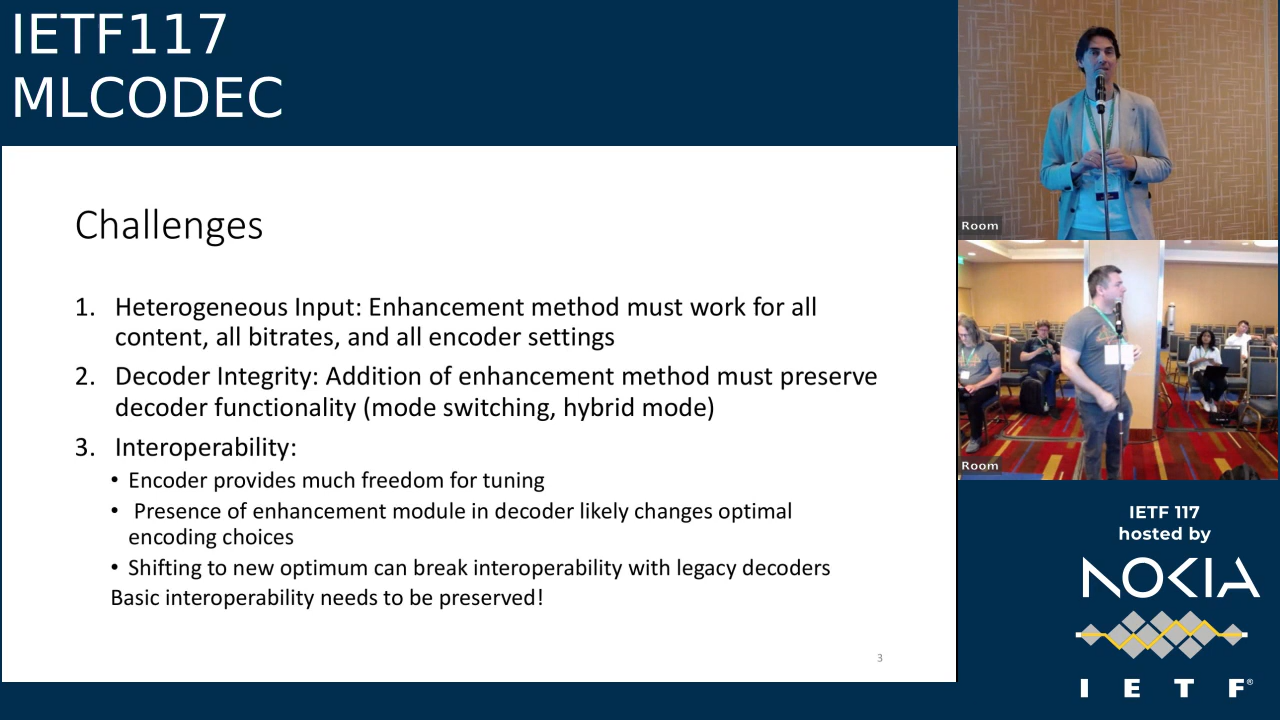 IETF117
MLCODEC
Challenges
1. Heterogeneous Input: Enhancement method must work for all
content, all bitrates, and all encoder settings
2. Decoder Integrity: Addition of enhancement method must preserve
decoder functionality (mode switching, hybrid mode)
3. Interoperability:
• Encoder provides much freedom for tuning
• Presence of enhancement module in decoder likely changes optimal
encoding choices
• Shifting to new optimum can break interoperability with legacy decoders
Basic interoperability needs to be preserved!
3
Room
Room
IETF 117
hosted by
NOKIA
I E T F®